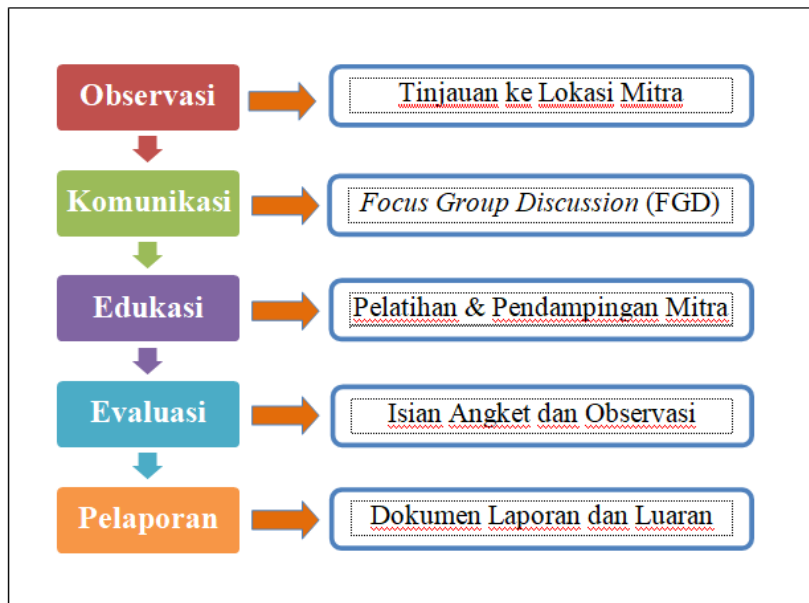 Observasi
Tinjauan ke Lokasi Mitra
Komunikasi
Focus Group Discussion (FGD)
Edukasi
Pelatihan & Pendampingan Mitra
Evaluasi
Isian Angket dan Observasi
Pelaporan
Dokumen Laporan dan Luaran